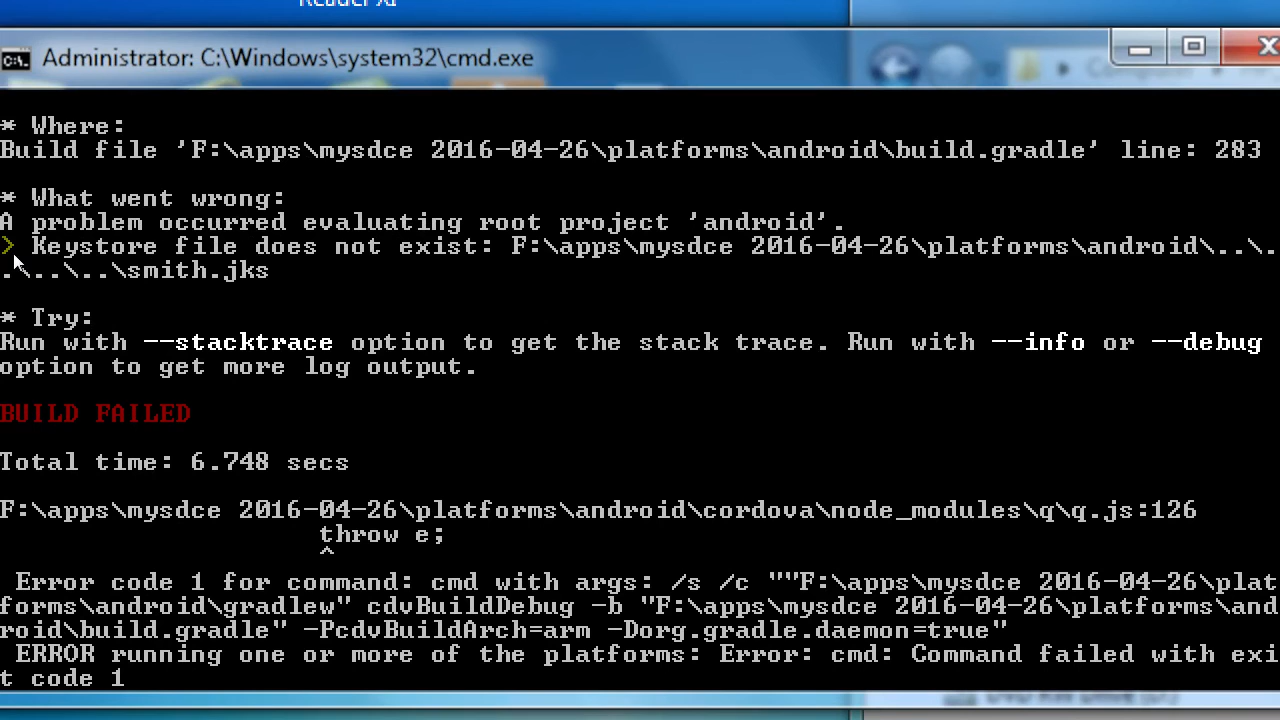 Reader XI
Administrator: C:\Windows\system32\cmd.exe
* Where:
Build file 'F:\apps\mysdce 2016-04-26\platforms\android\build.gradle' line: 283
* What went wrong:
A problem occurred evaluating root project 'android'.
> Keystore file does not exist: F:\apps\mysdce 2016-04-26\platforms\android\..\.
.\..\..\smith.jks
* Try:
Run with --stacktrace option to get the stack trace. Run with --info or --debug
option to get more log output.
BUILD FAILED
Total time: 6.748 secs
F:\apps\mysdce 2016-04-26\platforms\android\cordova\node_modules\q\q.js:126
throw e;
^
Error code 1 for command: cmd with args: /s /c ""F:\apps\mysdce 2016-04-26\plat
forms\android\gradlew" cdvBuildDebug -b "F:\apps\mysdce 2016-04-26\platforms\and
roid\build.gradle" -PcdvBuildArch=arm -Dorg.gradle.daemon=true"
ERROR running one or more of the platforms: Error: cmd: Command failed with exi
t code 1